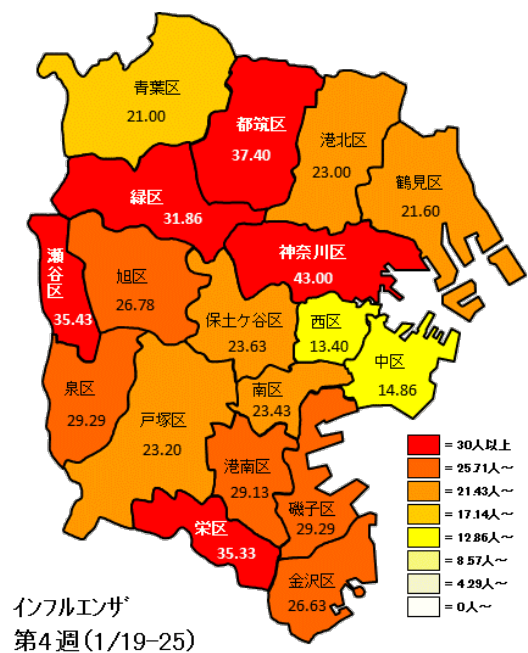 青葉区
21.00
都筑区
37.40
港北区
23.00
鶴見区
21.60
緑区
31.86
神奈川区
43.00
瀬谷区
35.43
旭区
26.78
保土ケ谷区
23.63
西区
13.40
中区
14.86
泉区
29.29
戸塚区
23.20
南区
23.43
港南区
29.13
磯子区
29.29
栄区
35.33
金沢区
26.63
= 30人以上
= 25.71人～
= 21.43人～
= 17.14人～
= 12.86人～
= 8.57人～
= 4.29人～
= 0人～
インフルエンザ
第4週(1/19-25)